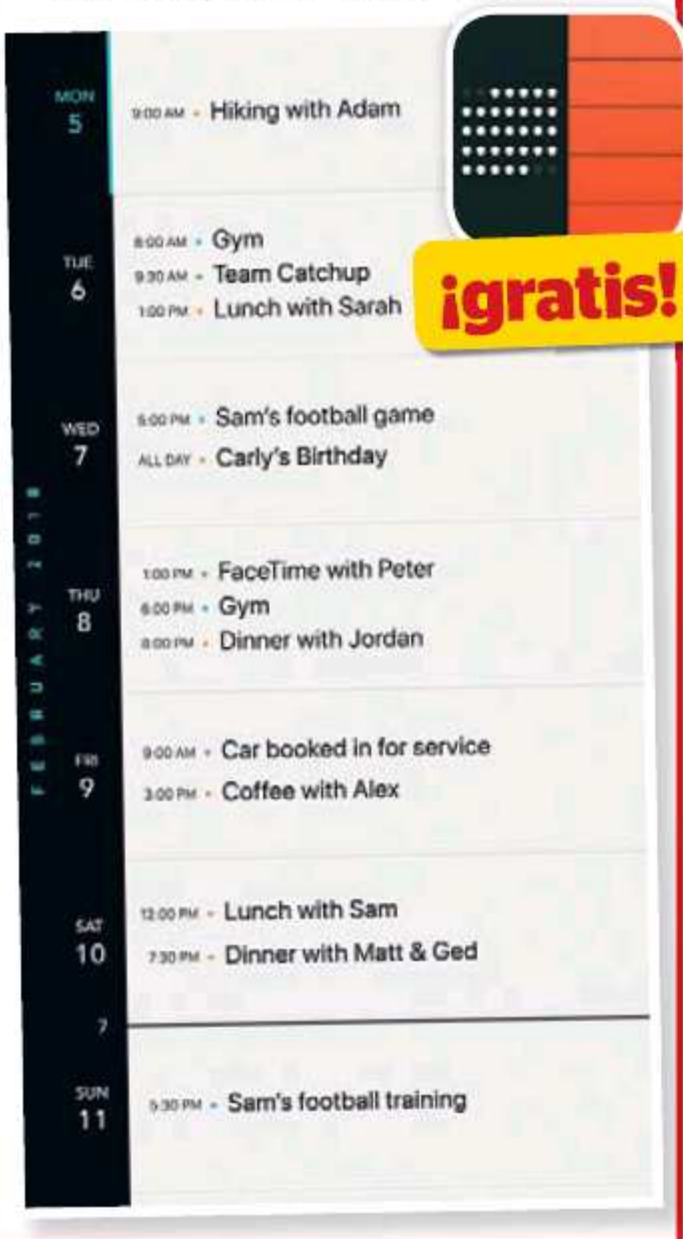 MON
5
9:00 AM Hiking with Adam
¡gratis!
TUE
6
8:00 AM Gym
9:30 AM Team Catchup
1:00 PM Lunch with Sarah
WED
7
Sam's football game
ALL DAY Carly's Birthday
FEBRUARY 2018
THU
8
1:00 PM FaceTime with Peter
6:00 PM Gym
8:00 PM Dinner with Jordan
FRI
9
9:00 AM Car booked in for service
3:00 PM Coffee with Alex
SAT
10
12:00 PM Lunch with Sam
7:30 PM Dinner with Matt & Ged
7
SUN
11
5:30 PM Sam's football training